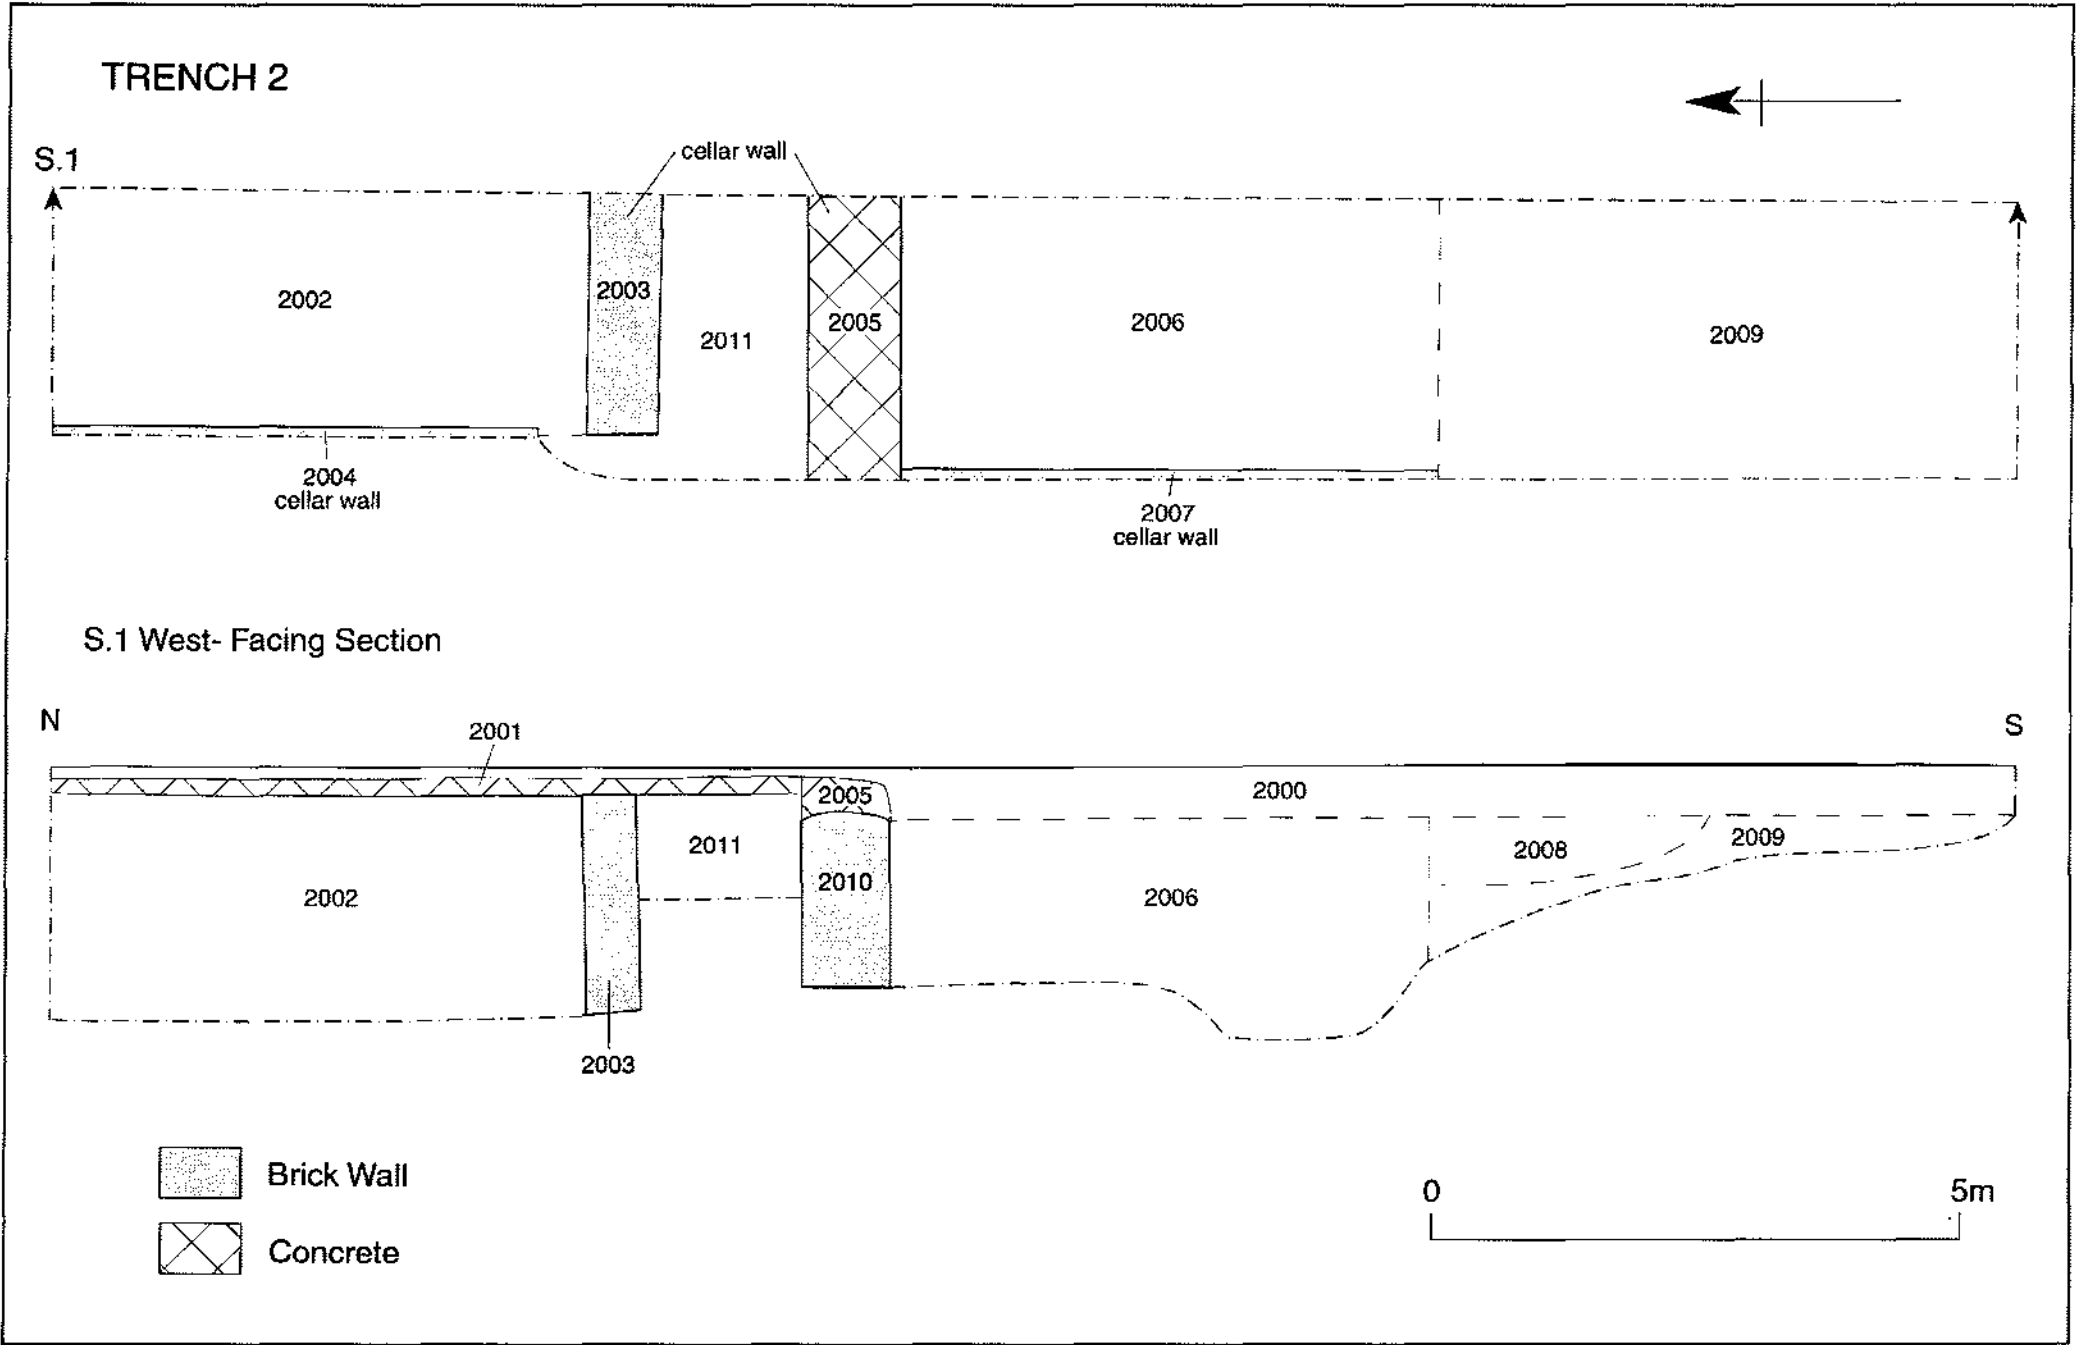 TRENCH 2
S.1
cellar wall
2002
2003
2011
2005
2006
2009
2004
cellar wall
2007
cellar wall
S.1 West- Facing Section
N
S
2001
2005
2000
2011
2008
2009
2010
2002
2006
2003
Brick Wall
Concrete
0
5m